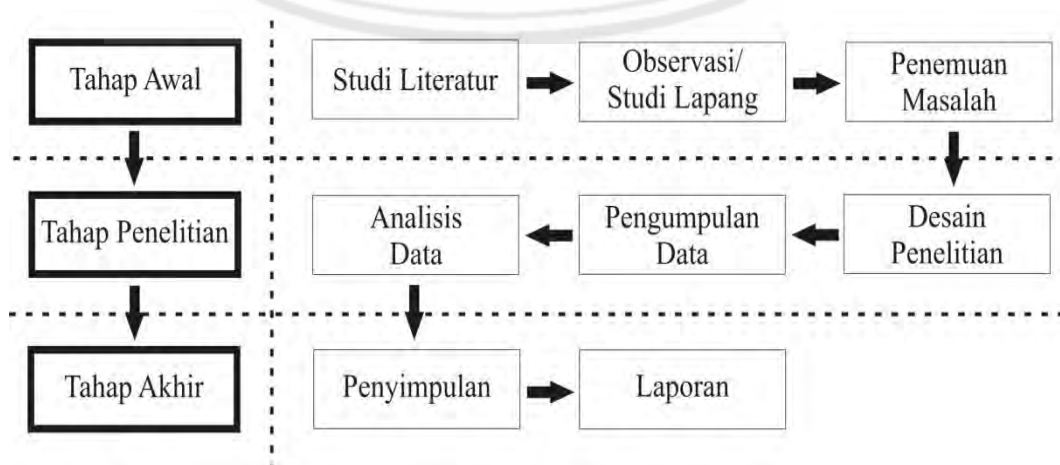 Tahap Awal
Studi Literatur
Observasi/
Studi Lapang
Penemuan
Masalah
Tahap Penelitian
Analisis
Data
Pengumpulan
Data
Desain
Penelitian
Tahap Akhir
Penyimpulan
Laporan